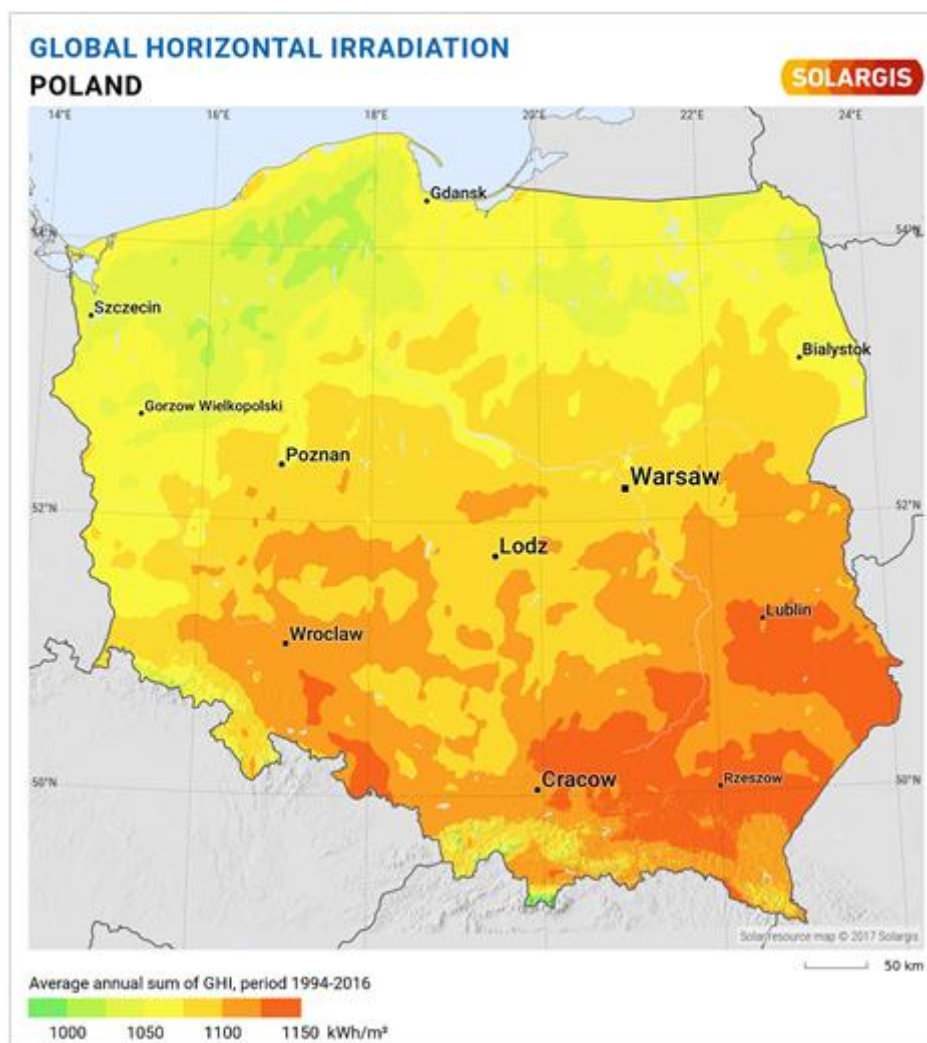 GLOBAL HORIZONTAL IRRADIATION
POLAND
SOLARGIS
14°E 16°E 18°E 20°E 22°E 24°E
Gdansk
54°N 54°N
Szczecin
Bialystok
Gorzow Wielkopolski
Poznan
Warsaw
52°N 52°N
Lodz
Lublin
Wroclaw
50°N 50°N
Cracow
Rzeszow
Solar resource map © 2017 Solargis
50 km
Average annual sum of GHI, period 1994-2016
1000 1050 1100 1150 kWh/m²